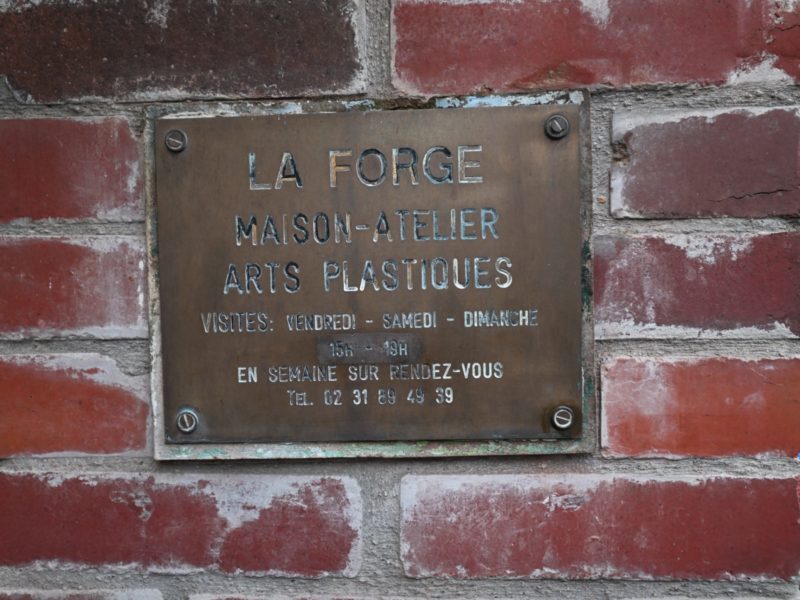 LA FORGE
MAISON-ATELIER
ARTS PLASTIQUES
VISITES: VENDREDI - SAMEDI - DIMANCHE
15H - 19H
EN SEMAINE SUR RENDEZ-VOUS
TEL. 02 31 89 49 39